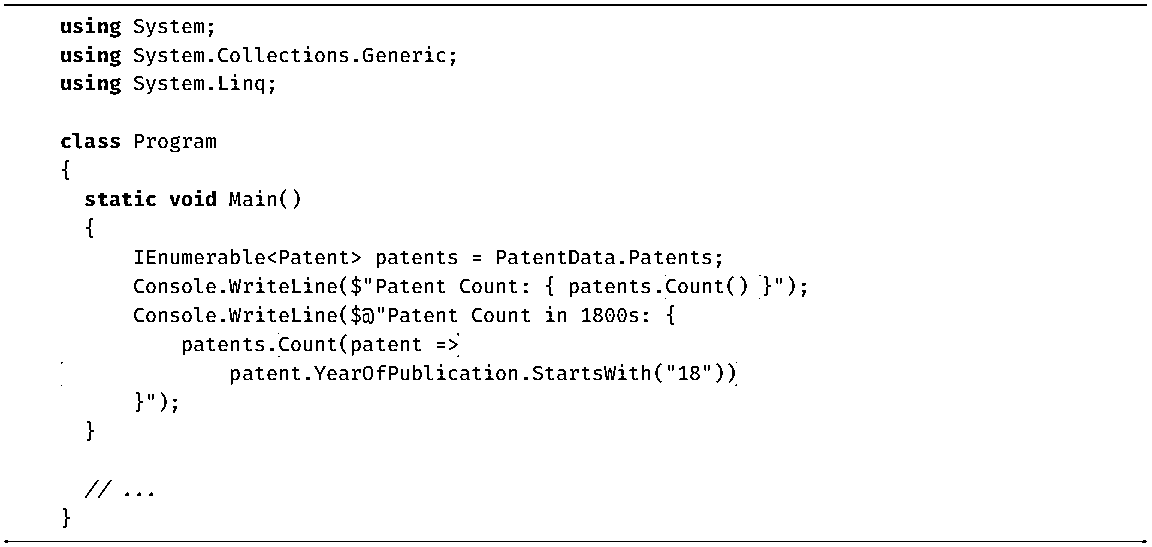 using System;
using System.Collections.Generic;
using System.Linq;

class Program
{
  static void Main()
  {
      IEnumerable<Patent> patents = PatentData.Patents;
      Console.WriteLine($"Patent Count: { patents.Count() }");
      Console.WriteLine($@"Patent Count in 1800s: {
          patents.Count(patent =>
              patent.YearOfPublication.StartsWith("18"))
      }");
  }

  // ...
}